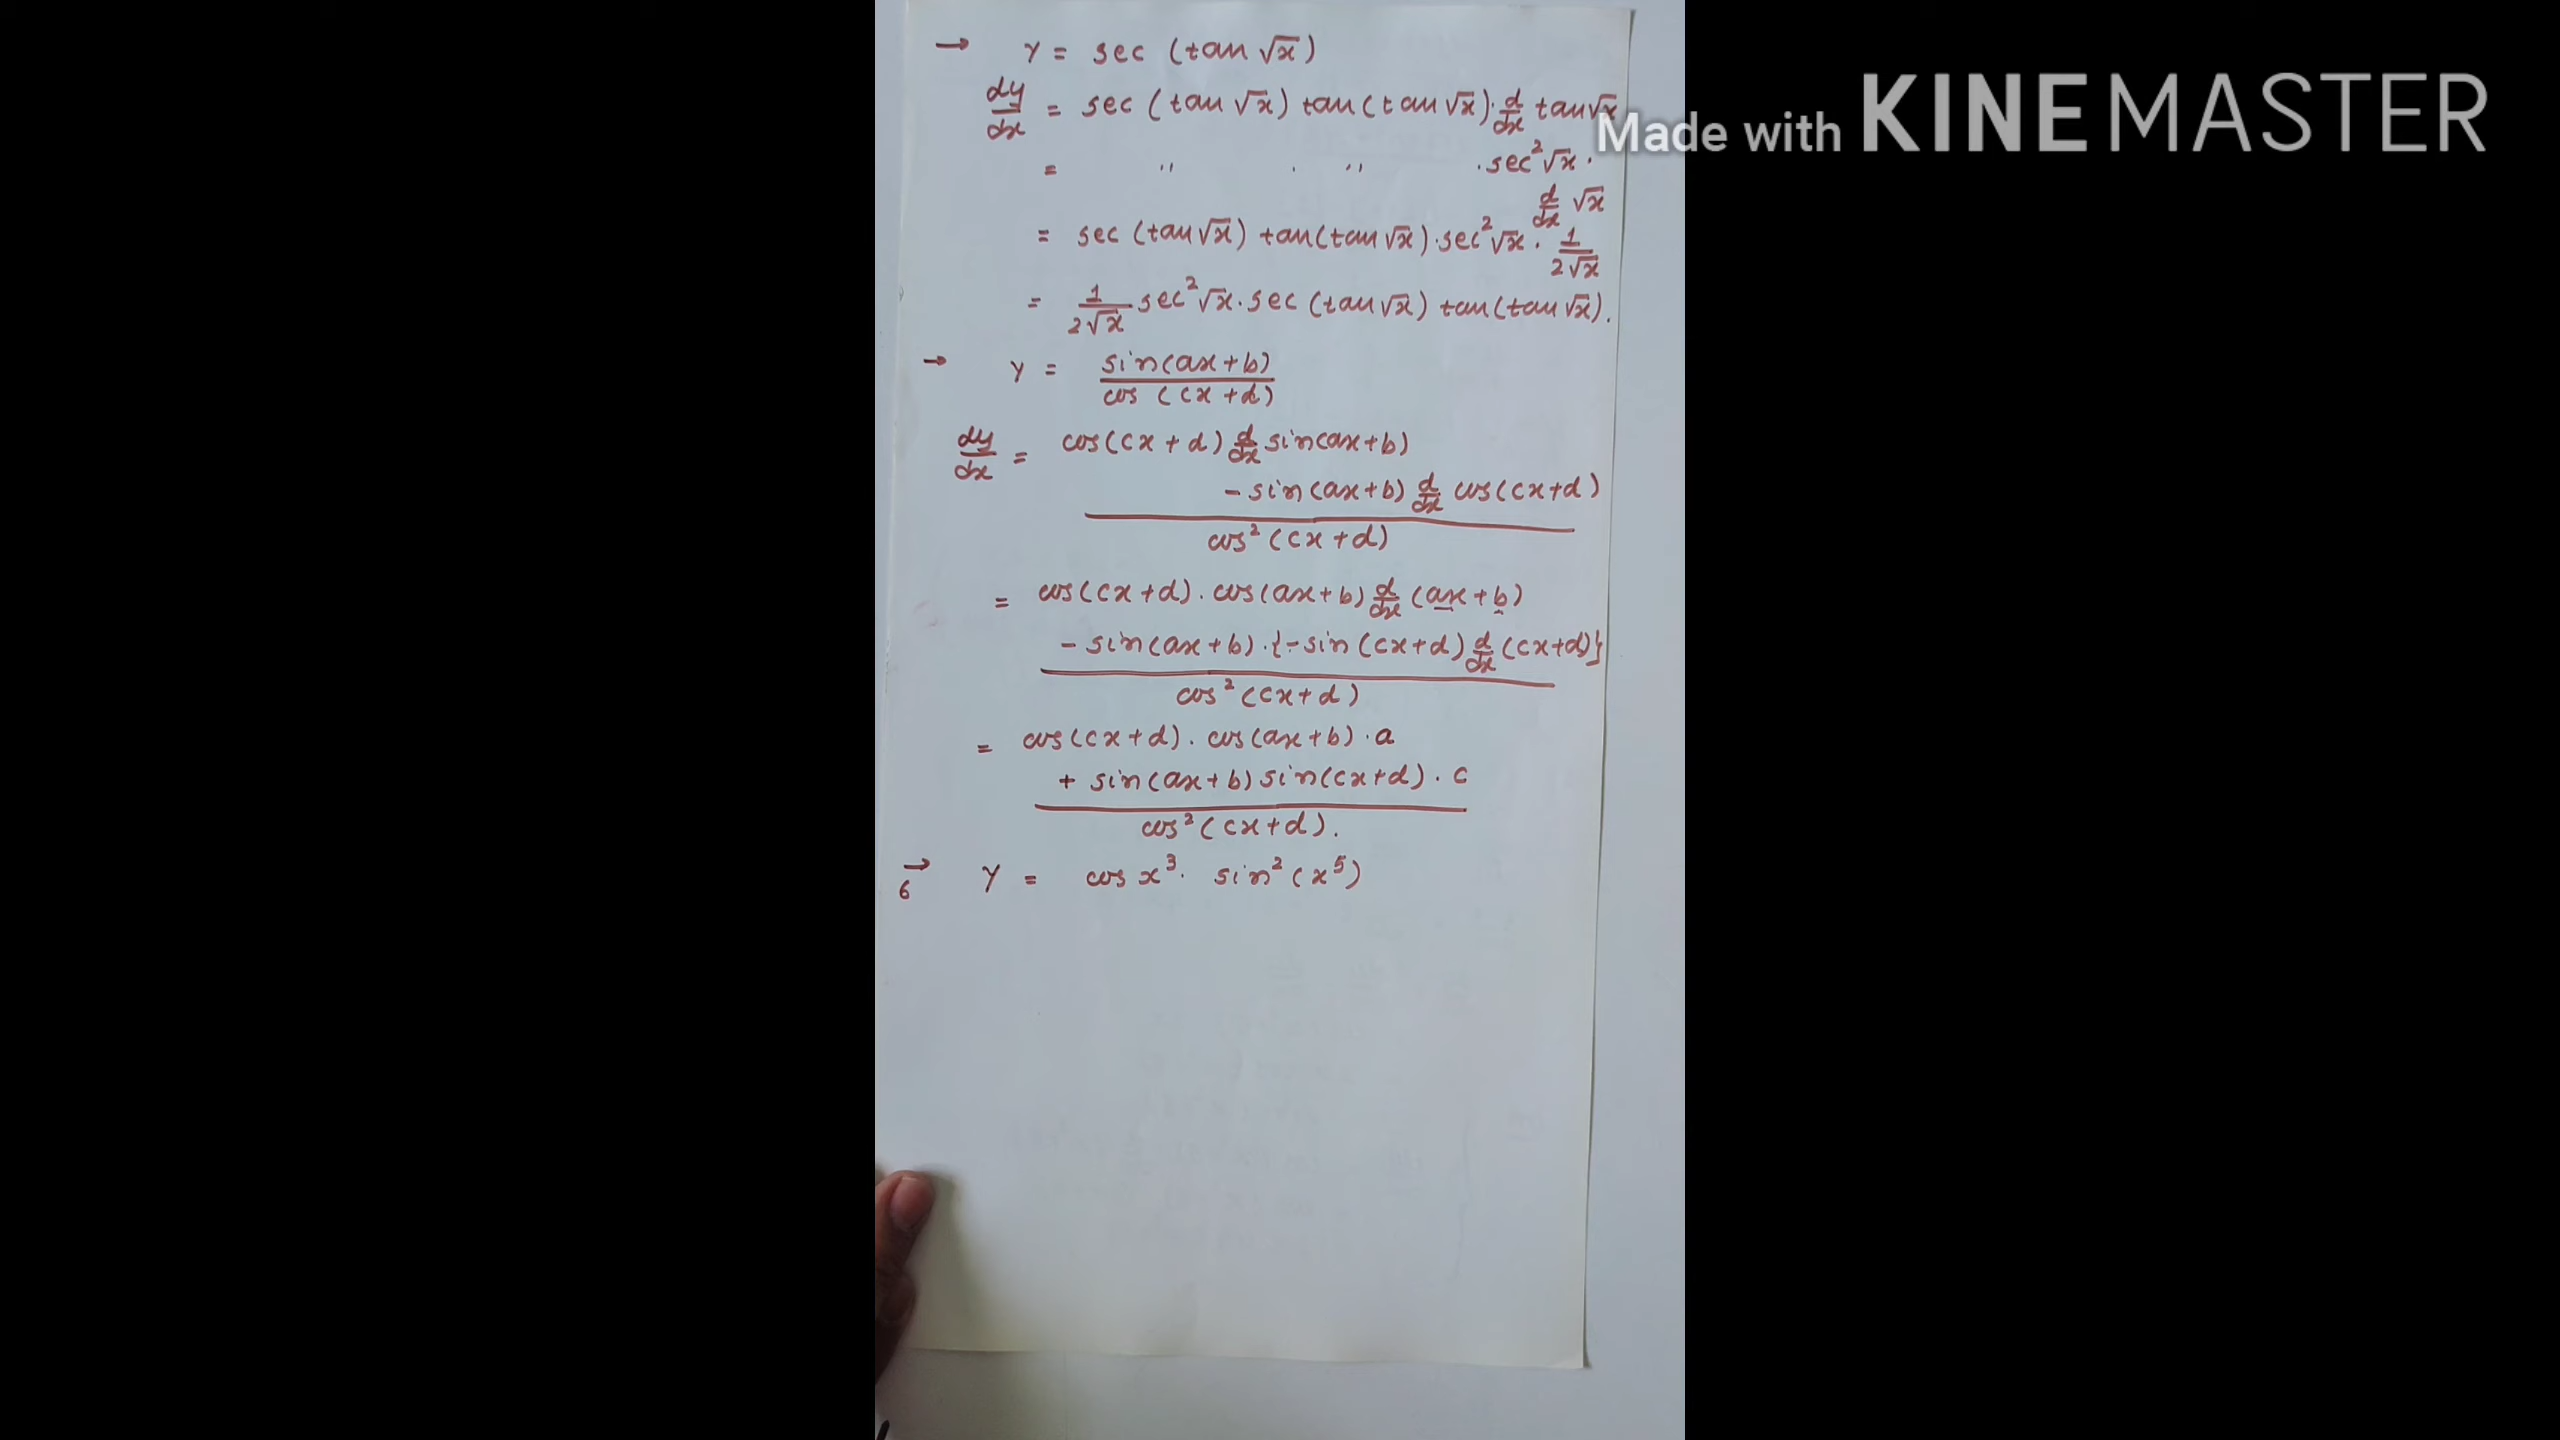 → Y = sec (tan √x)
dy/dx = sec (tan √x) tan (tan √x) · d/dx tan √x
= " . " . sec² √x .
d/dx √x
= sec (tan √x) tan (tan √x) · sec² √x · 1/2√x
= 1/2√x sec² √x · sec (tan √x) tan (tan √x).
→ Y = sin(ax+b)/cos (cx+d)
dy/dx = cos(cx+d) d/dx sin(ax+b)
- sin(ax+b) d/dx cos(cx+d)
cos² (cx+d)
= cos(cx+d) . cos(ax+b) d/dx (ax+b)
- sin(ax+b) · {-sin (cx+d) d/dx (cx+d)}
cos² (cx+d)
= cos(cx+d) . cos(ax+b) · a
+ sin(ax+b) sin(cx+d) . c
cos² (cx+d).
→ 6 Y = cos x³ . sin² (x⁵)
Made with KINEMASTER